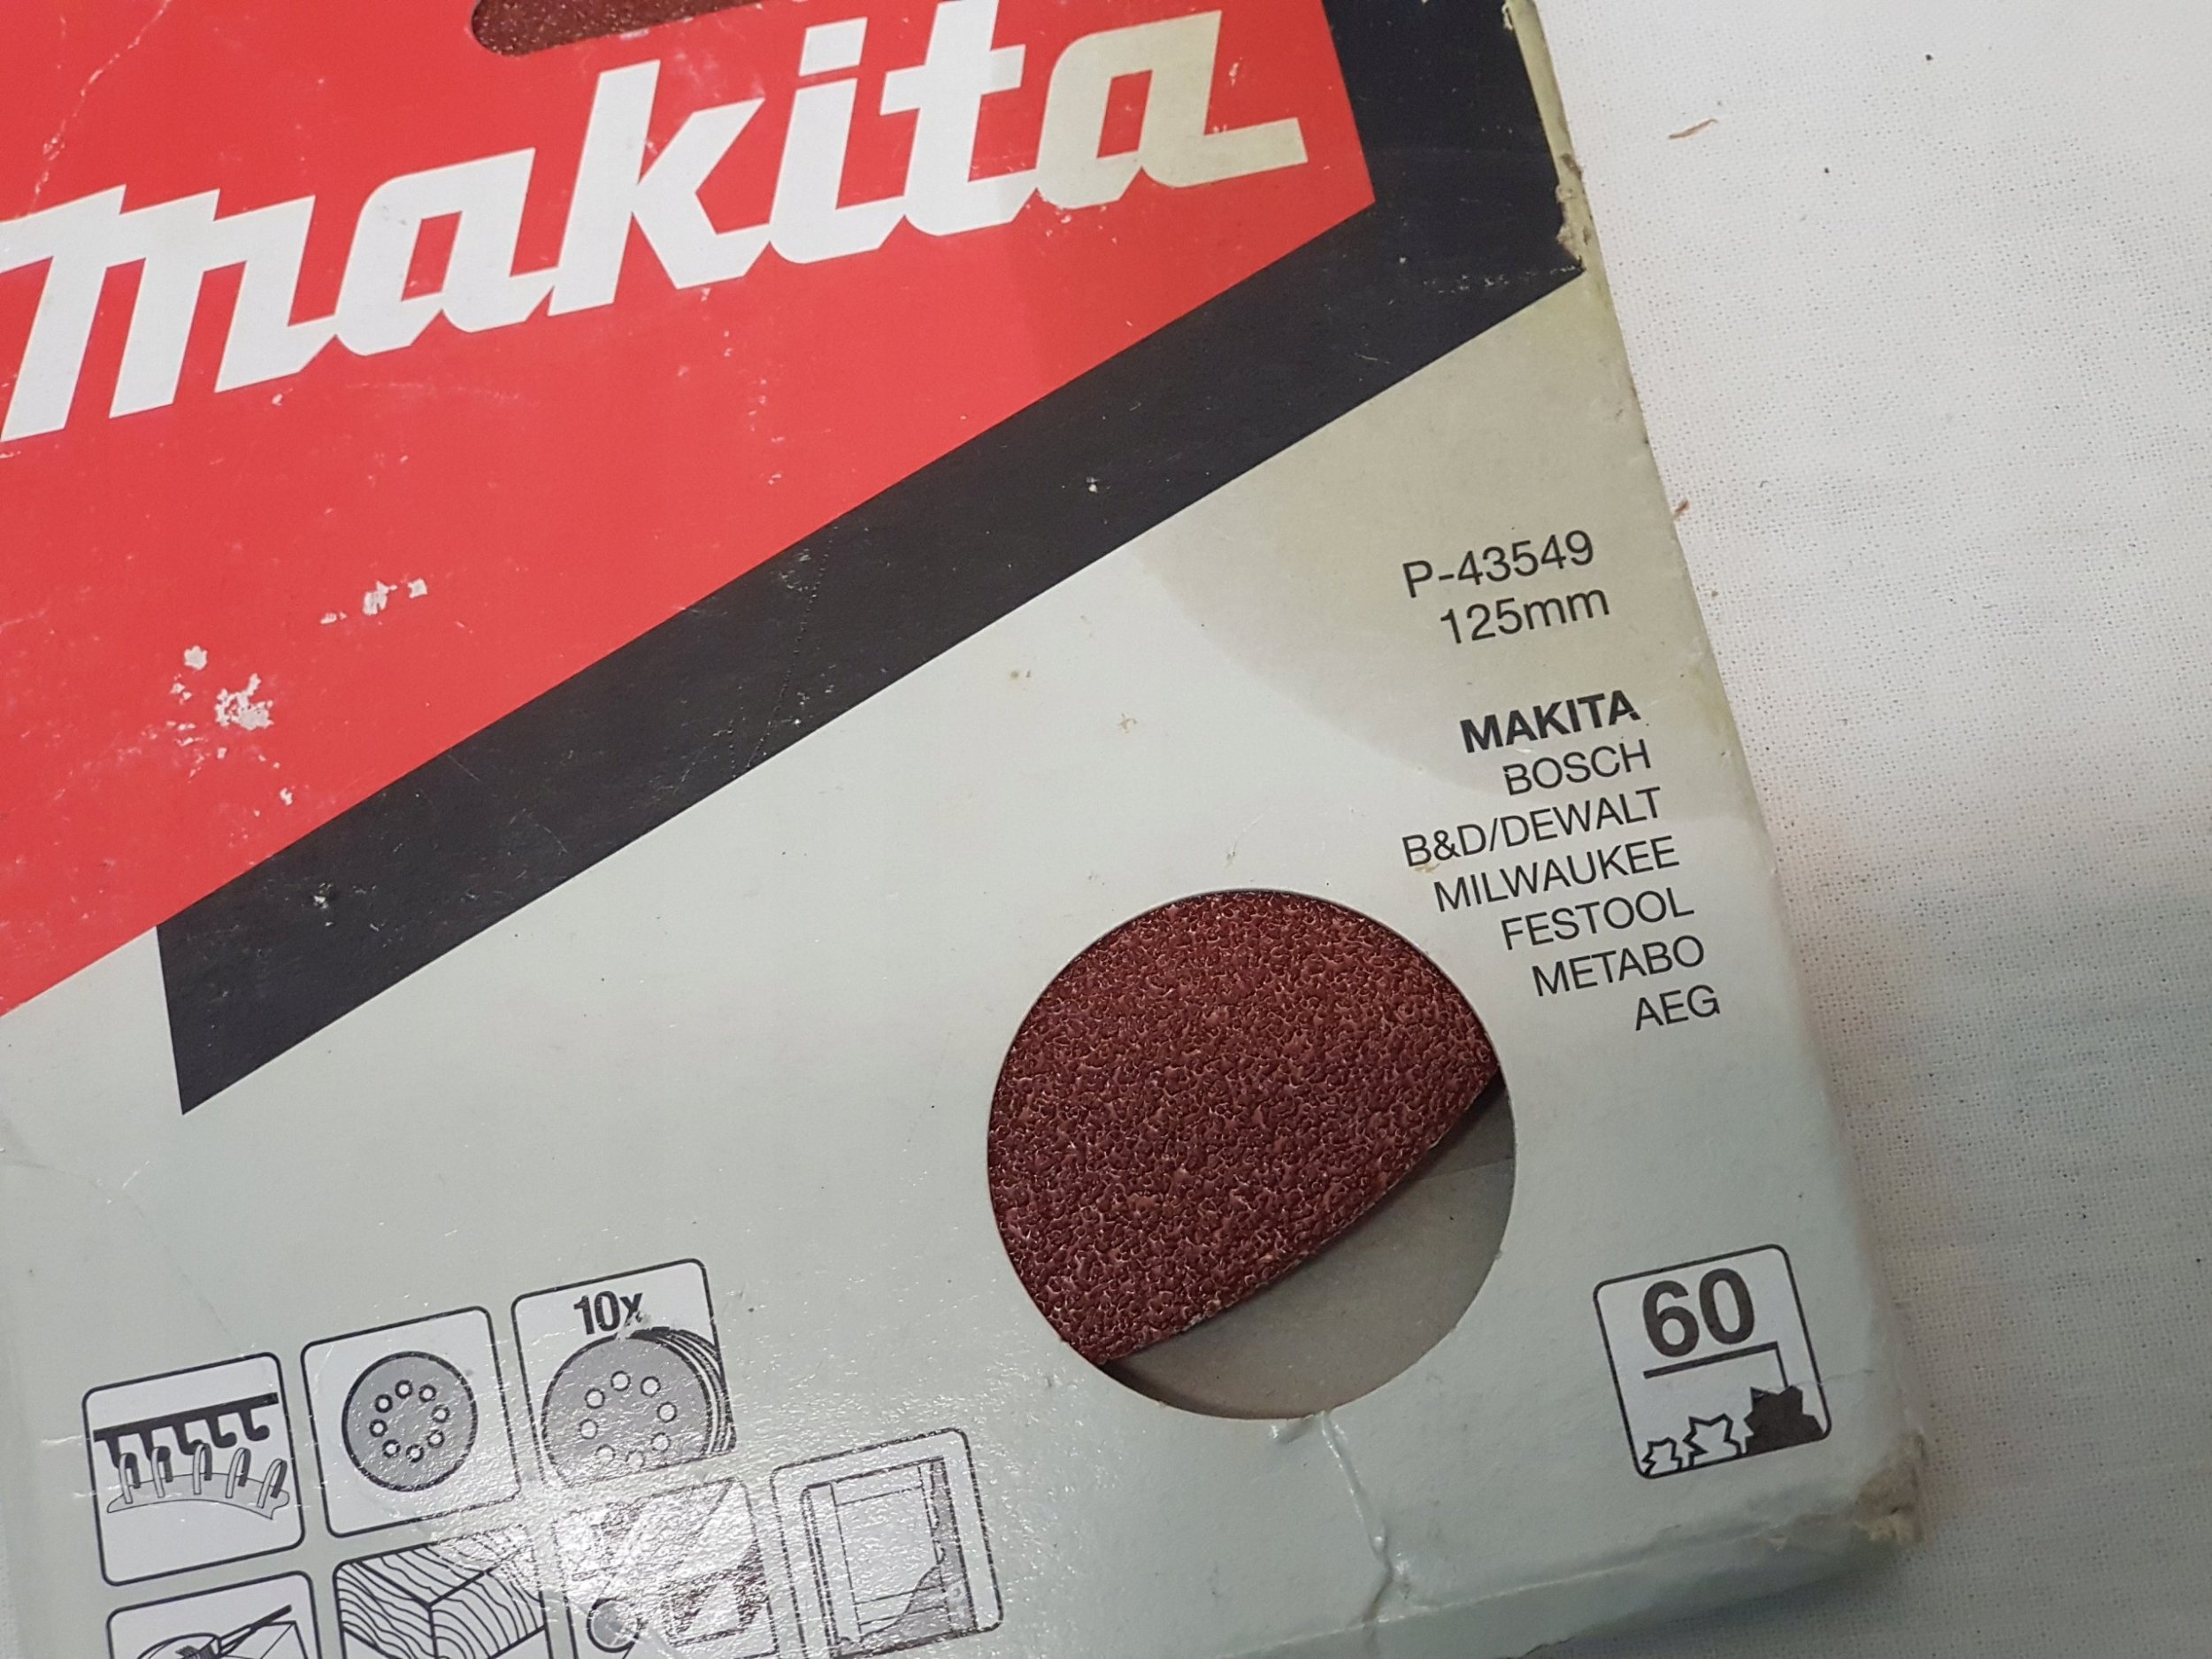 makita
P-43549
125mm
MAKITA
BOSCH
B&D/DEWALT
MILWAUKEE
FESTOOL
METABO
AEG
10x
60